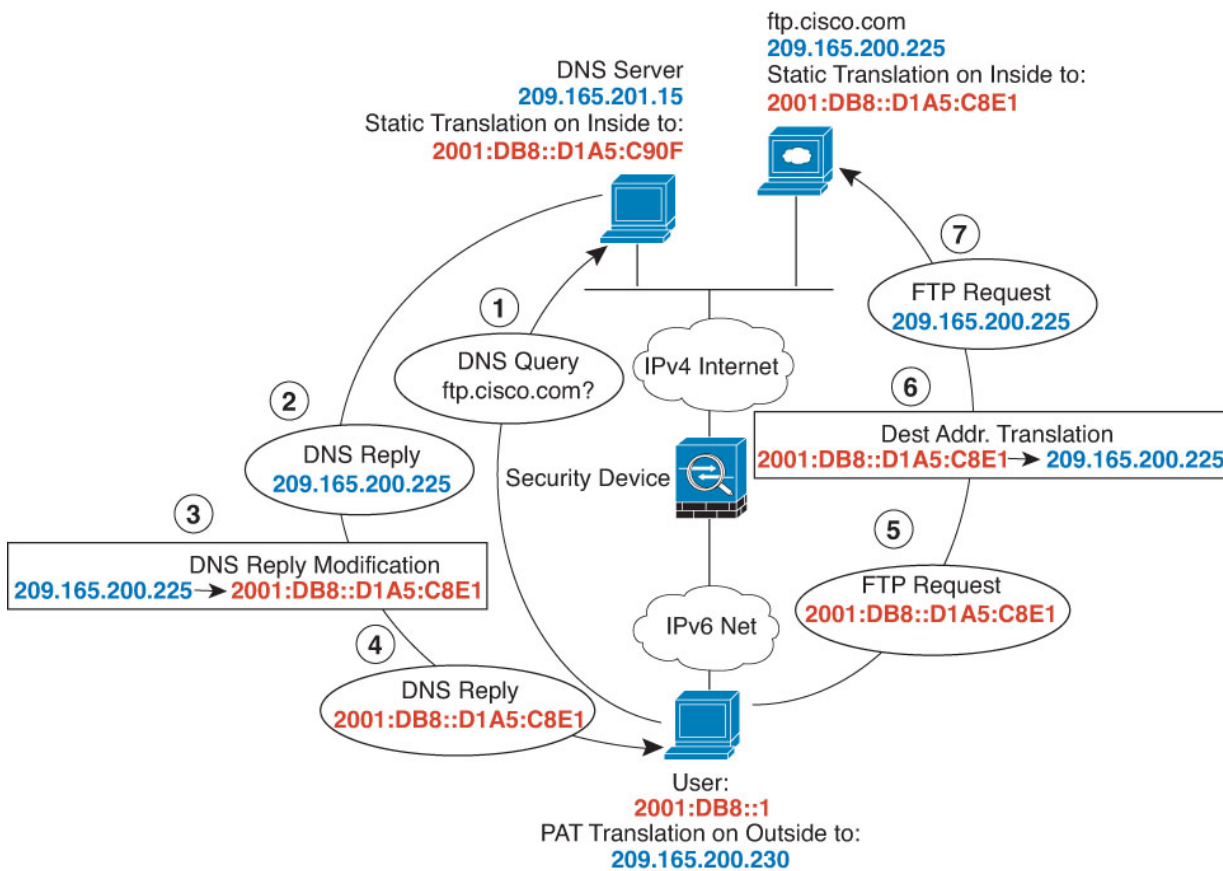 ftp.cisco.com
209.165.200.225
Static Translation on Inside to:
2001:DB8::D1A5:C8E1
DNS Server
209.165.201.15
Static Translation on Inside to:
2001:DB8::D1A5:C90F
7
FTP Request
209.165.200.225
1
DNS Query
ftp.cisco.com?
IPv4 Internet
2
DNS Reply
209.165.200.225
6
Dest Addr. Translation
2001:DB8::D1A5:C8E1 → 209.165.200.225
Security Device
3
DNS Reply Modification
209.165.200.225 → 2001:DB8::D1A5:C8E1
5
FTP Request
2001:DB8::D1A5:C8E1
IPv6 Net
4
DNS Reply
2001:DB8::D1A5:C8E1
User:
2001:DB8::1
PAT Translation on Outside to:
209.165.200.230